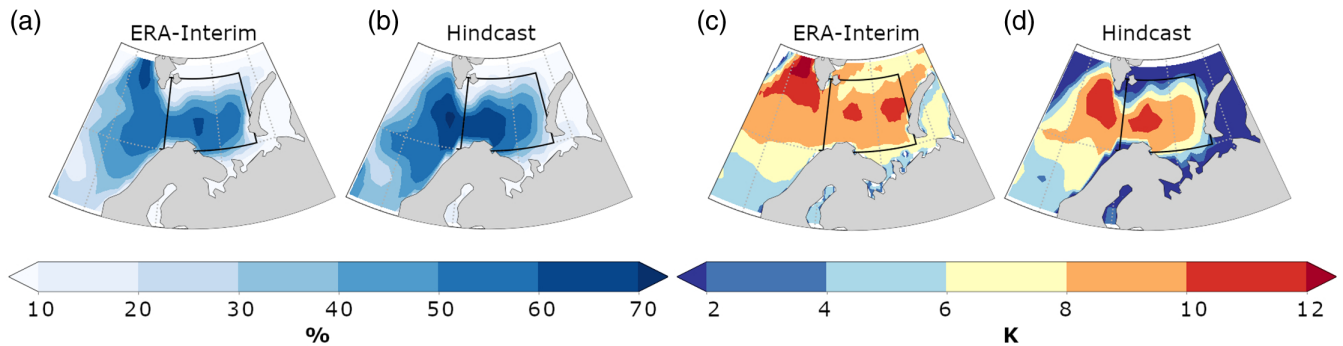 (a) (b) (c) (d)
ERA-Interim Hindcast ERA-Interim Hindcast
10 20 30 40 50 60 70 2 4 6 8 10 12
% K